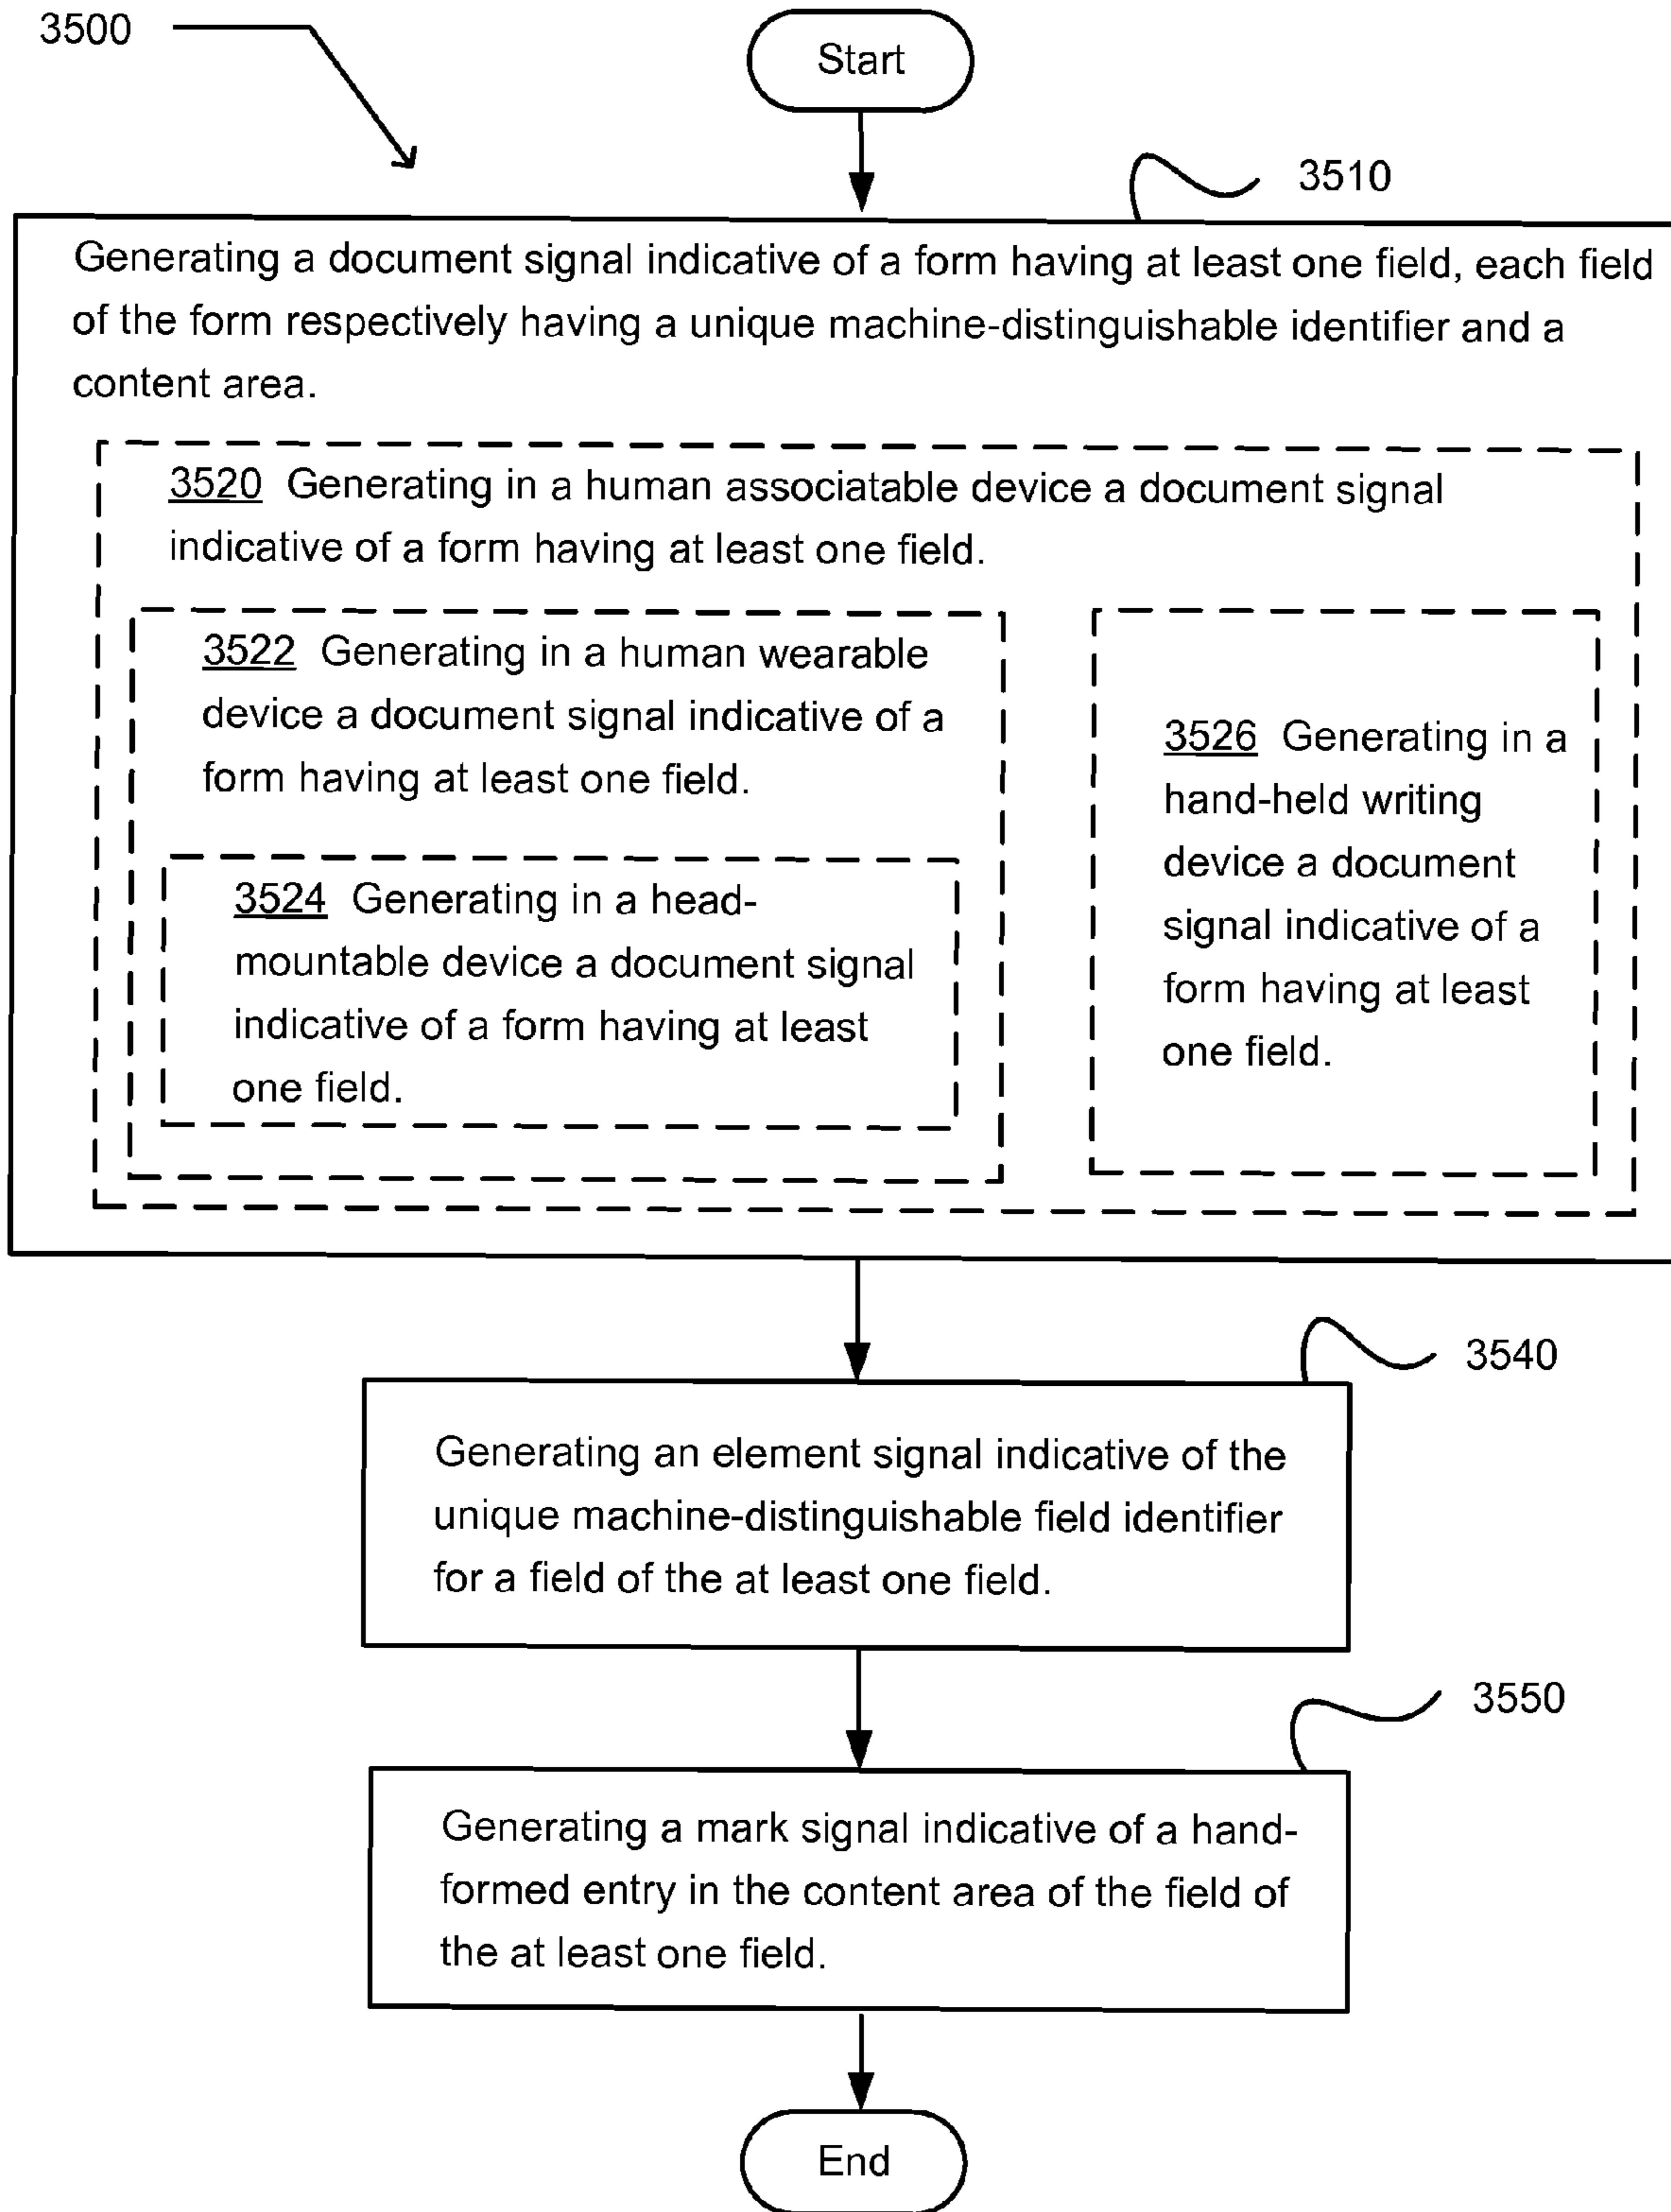 3500
Start
3510
Generating a document signal indicative of a form having at least one field, each field
of the form respectively having a unique machine-distinguishable identifier and a
content area.
3520 Generating in a human associatable device a document signal
indicative of a form having at least one field.
3522 Generating in a human wearable
device a document signal indicative of a
form having at least one field.
3524 Generating in a head-
mountable device a document signal
indicative of a form having at least
one field.
3526 Generating in a
hand-held writing
device a document
signal indicative of a
form having at least
one field.
3540
Generating an element signal indicative of the
unique machine-distinguishable field identifier
for a field of the at least one field.
3550
Generating a mark signal indicative of a hand-
formed entry in the content area of the field of
the at least one field.
End